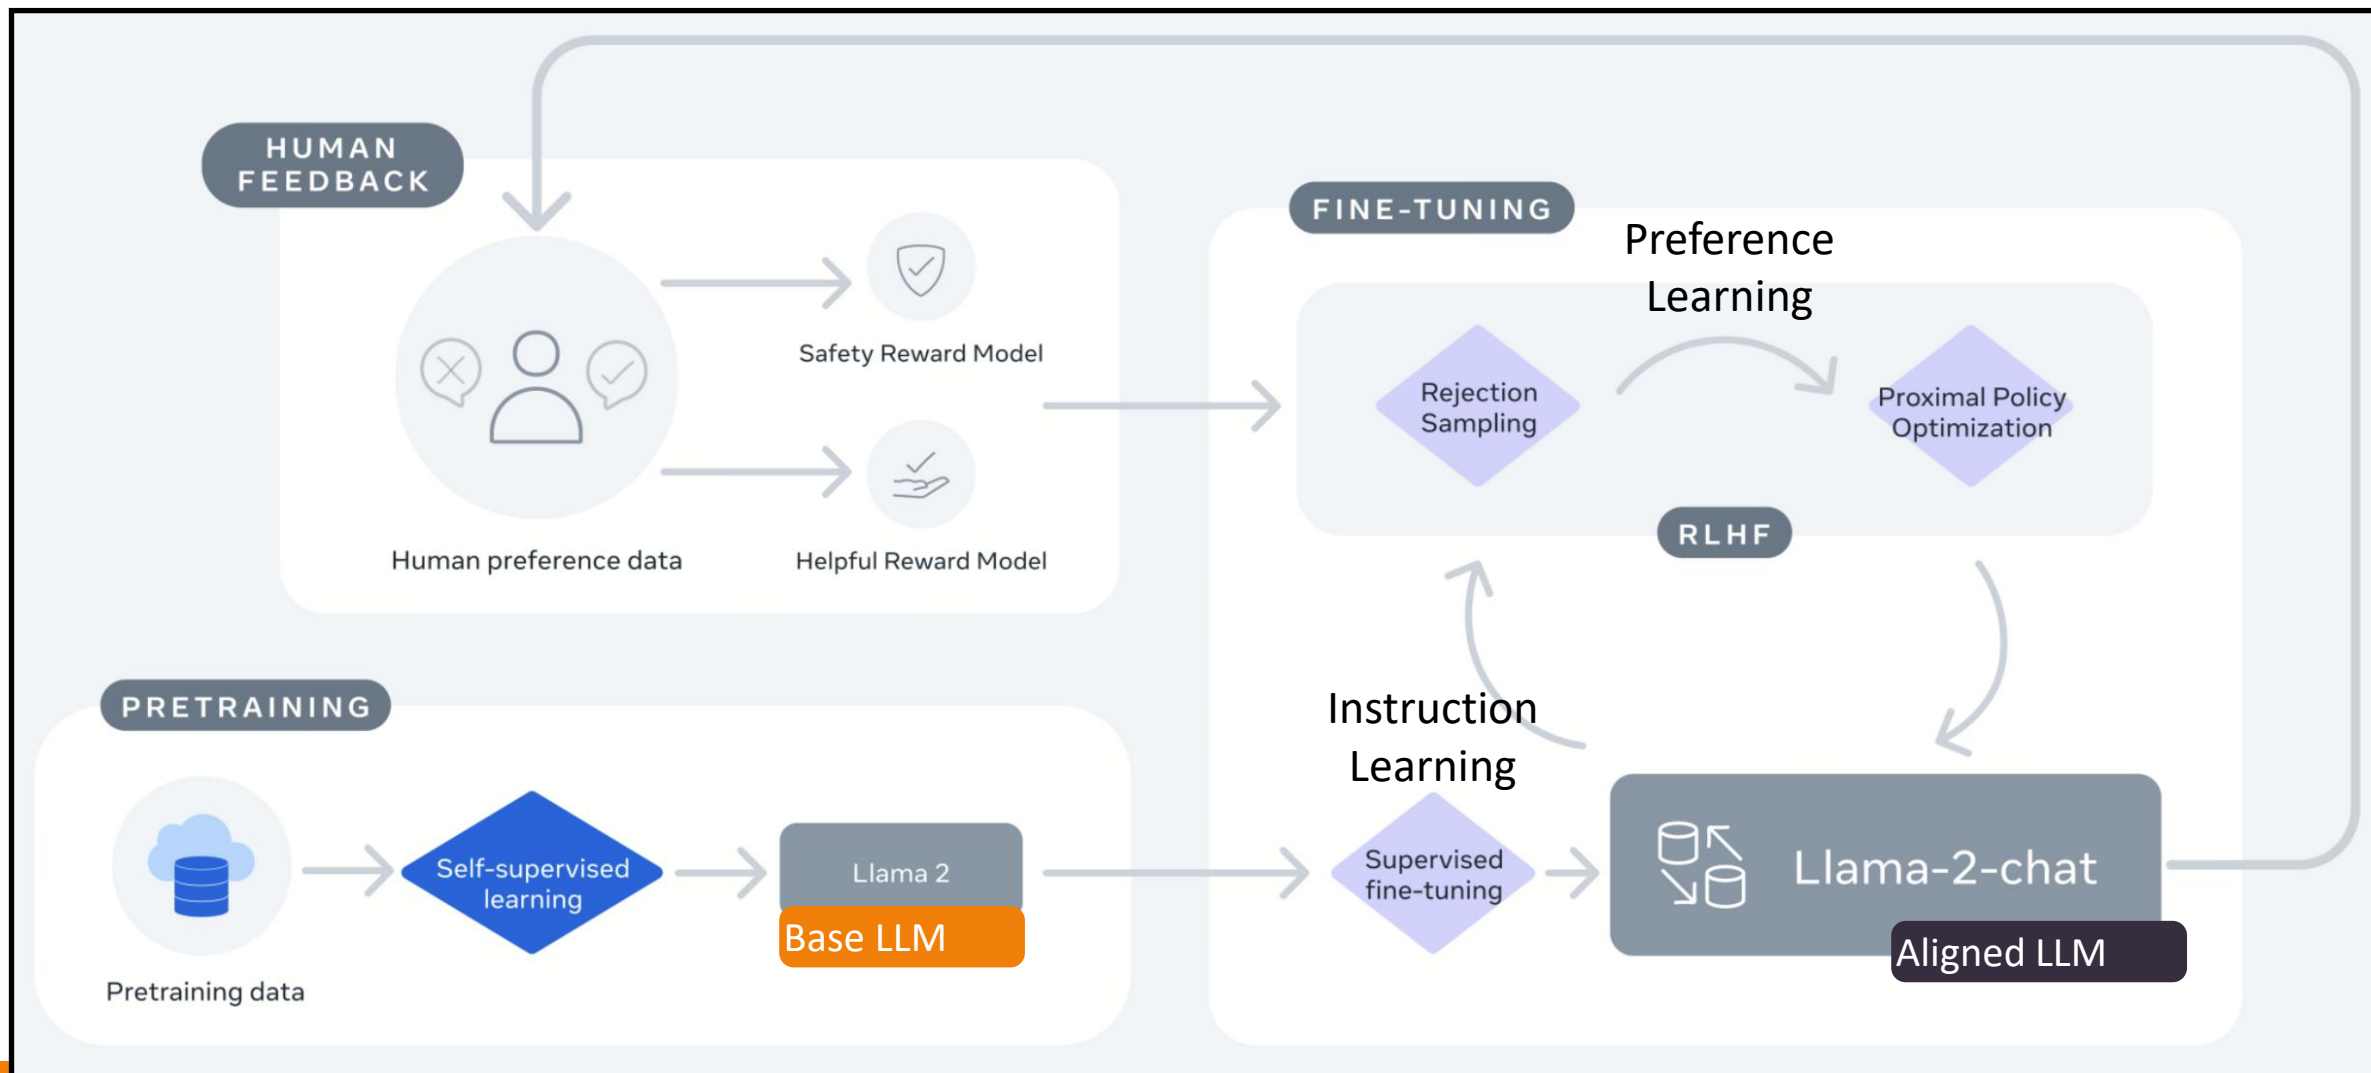 HUMAN
FEEDBACK
Safety Reward Model
Human preference data
Helpful Reward Model
FINE-TUNING
Preference
Learning
Rejection
Sampling
Proximal Policy
Optimization
RLHF
PRETRAINING
Pretraining data
Self-supervised
learning
Llama 2
Base LLM
Instruction
Learning
Supervised
fine-tuning
Llama-2-chat
Aligned LLM